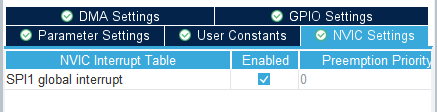 DMA Settings GPIO Settings
Parameter Settings User Constants NVIC Settings
NVIC Interrupt Table Enabled Preemption Priority
SPI1 global interrupt 0